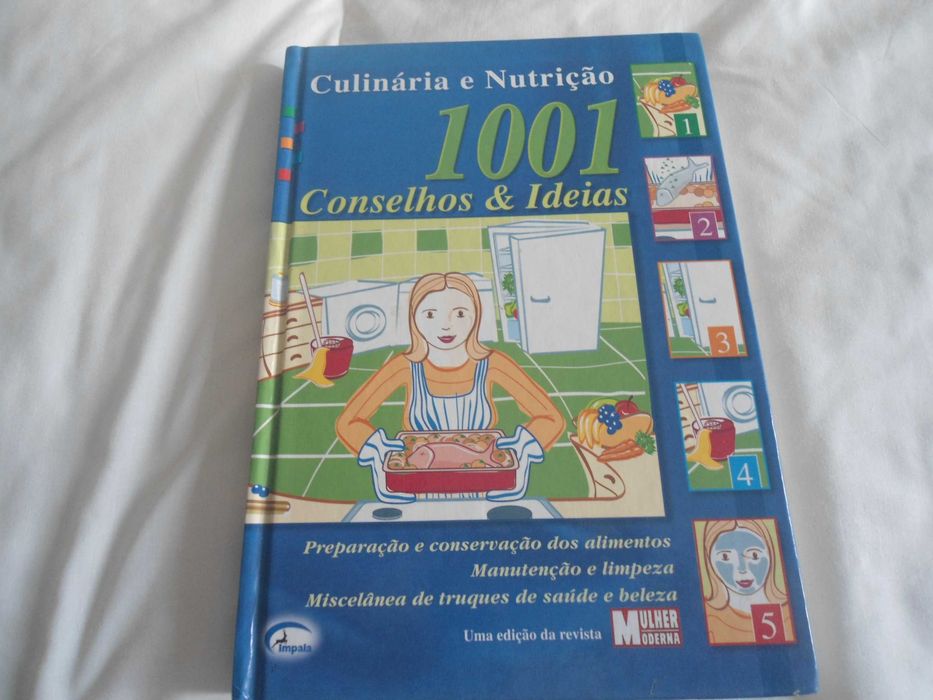 Culinária e Nutrição
1001
Conselhos & Ideias
1
2
3
4
5
Preparação e conservação dos alimentos
Manutenção e limpeza
Miscelânea de truques de saúde e beleza
Uma edição da revista MULHER MODERNA
impala